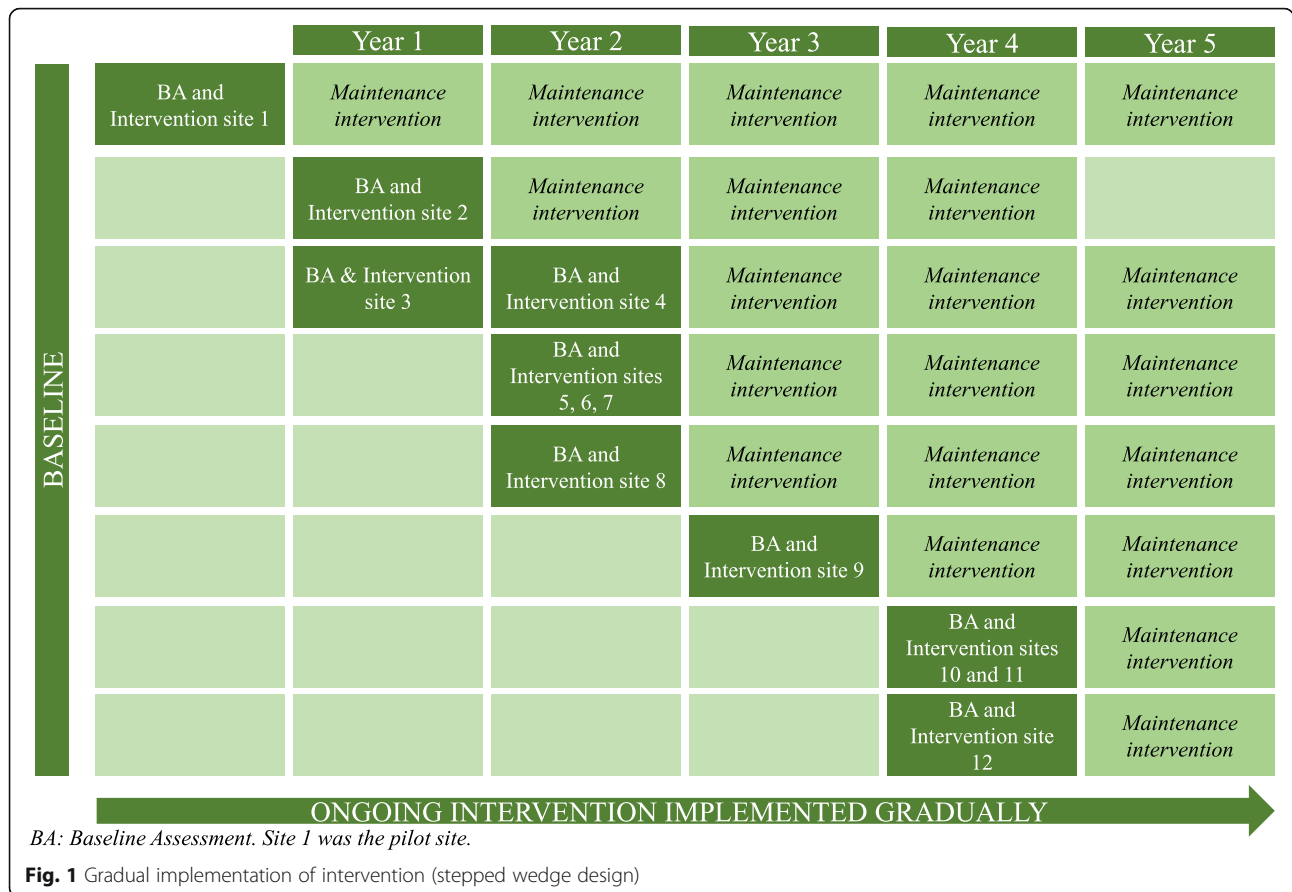 Year 1
Year 2
Year 3
Year 4
Year 5
BASELINE
BA and
Intervention site 1
Maintenance
intervention
Maintenance
intervention
Maintenance
intervention
Maintenance
intervention
Maintenance
intervention
BA and
Intervention site 2
Maintenance
intervention
Maintenance
intervention
Maintenance
intervention
BA & Intervention
site 3
BA and
Intervention site 4
Maintenance
intervention
Maintenance
intervention
Maintenance
intervention
BA and
Intervention sites
5, 6, 7
Maintenance
intervention
Maintenance
intervention
Maintenance
intervention
BA and
Intervention site 8
Maintenance
intervention
Maintenance
intervention
Maintenance
intervention
BA and
Intervention site 9
Maintenance
intervention
Maintenance
intervention
BA and
Intervention sites
10 and 11
Maintenance
intervention
BA and
Intervention site
12
Maintenance
intervention
ONGOING INTERVENTION IMPLEMENTED GRADUALLY
BA: Baseline Assessment. Site 1 was the pilot site.
Fig. 1 Gradual implementation of intervention (stepped wedge design)